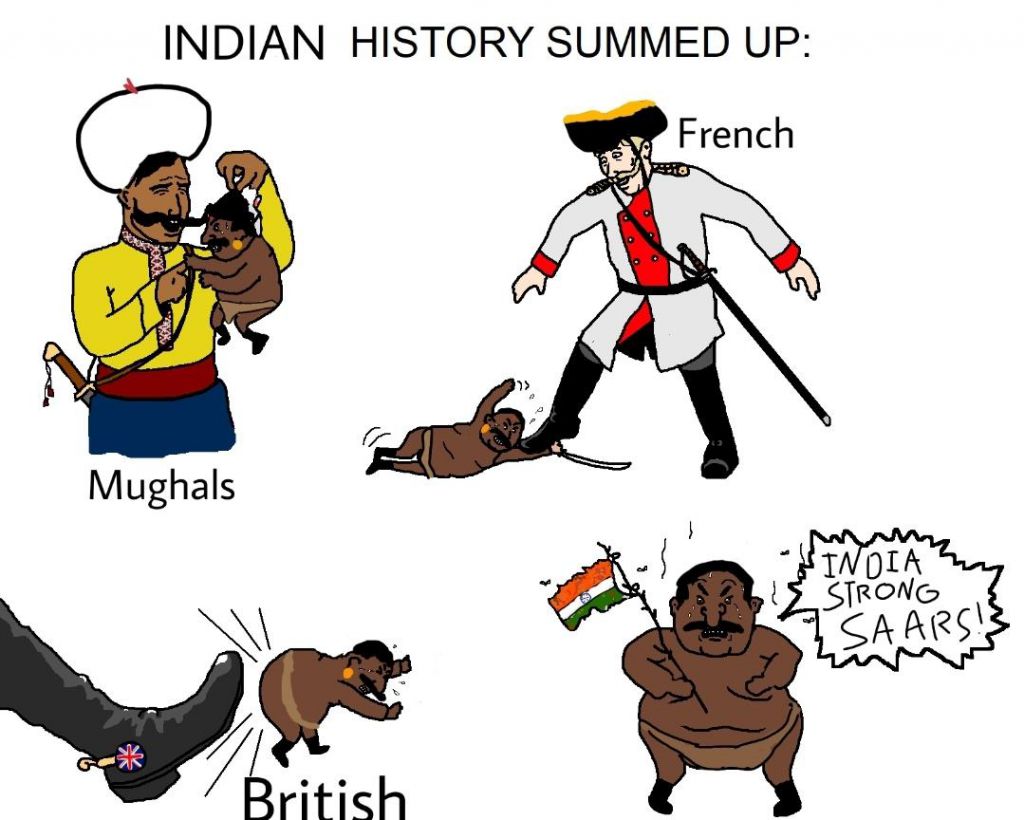 INDIAN HISTORY SUMMED UP:
French
Mughals
INDIA
STRONG
SAARS!
British